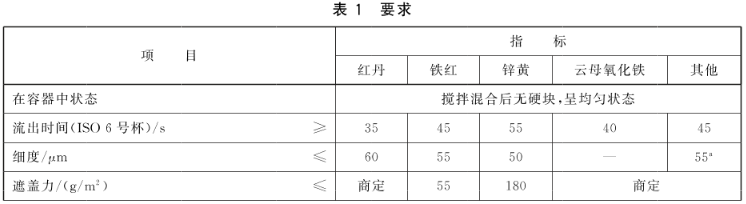 表 1 要求
项 目 指 标
红丹 铁红 锌黄 云母氧化铁 其他
在容器中状态 搅拌混合后无硬块,呈均匀状态
流出时间(ISO 6 号杯)/s ≥ 35 45 55 40 45
细度/μm ≤ 60 55 50 — 55ᵃ
遮盖力/(g/m²) ≤ 商定 55 180 商定